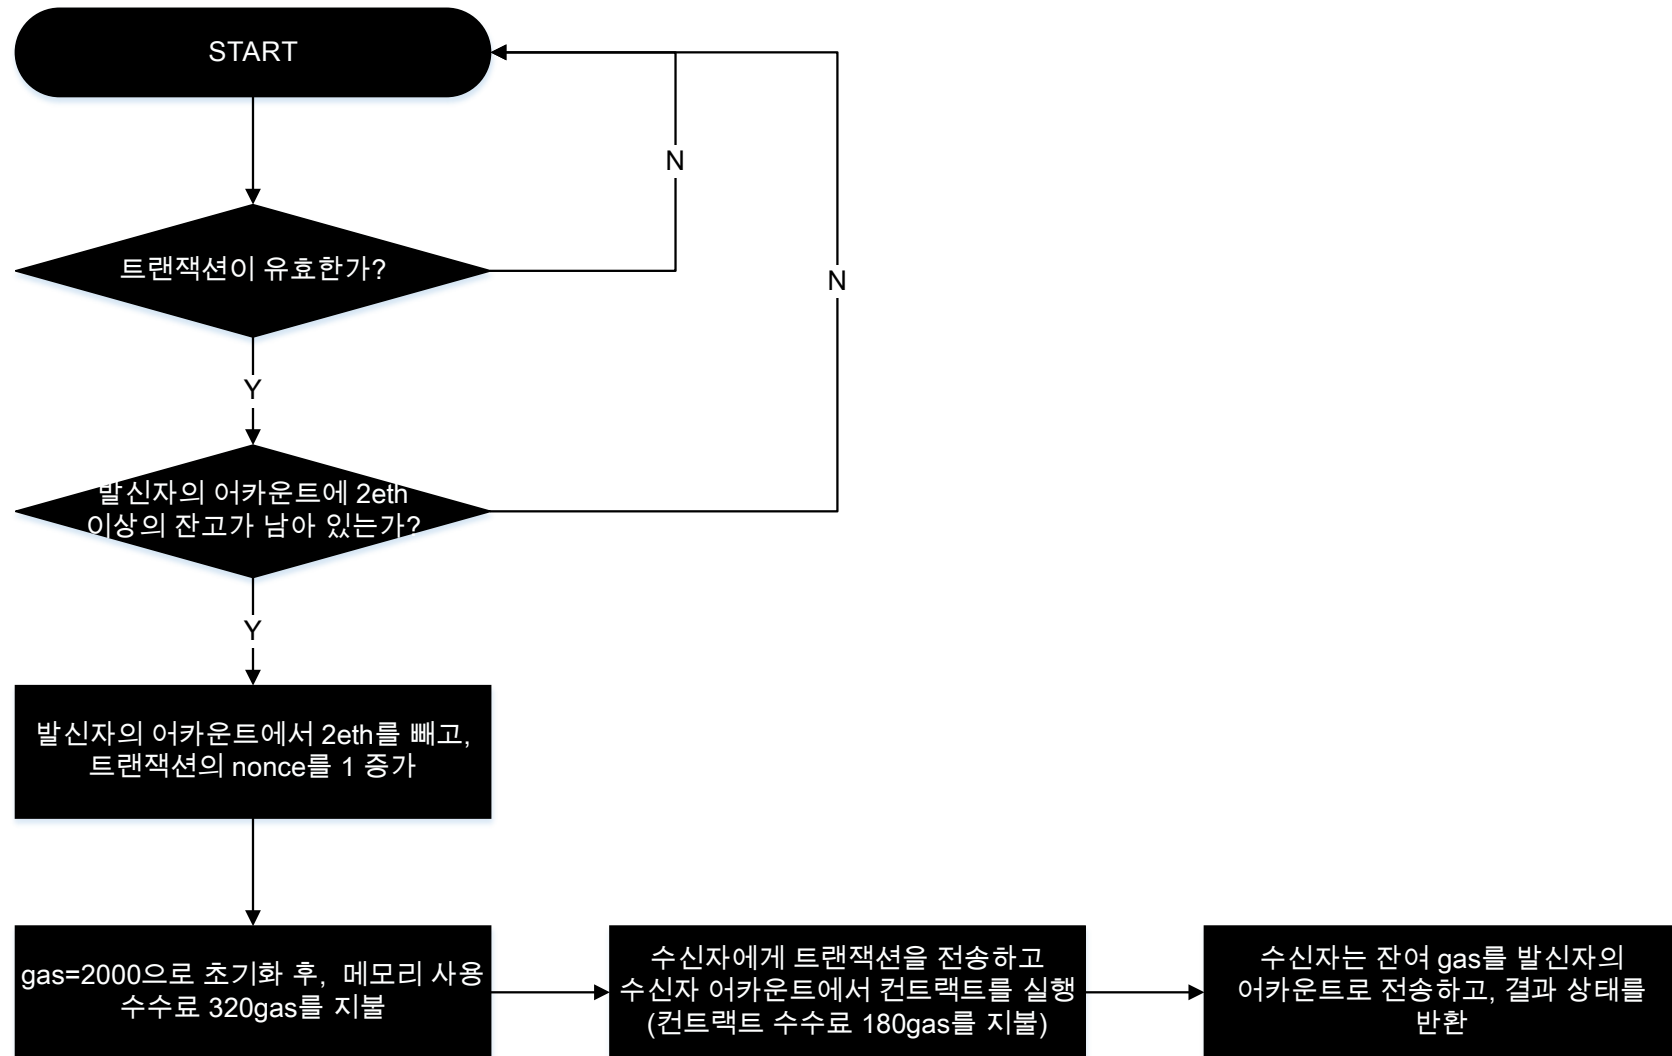 START
N
트랜잭션이 유효한가?
N
Y
발신자의 어카운트에 2eth
이상의 잔고가 남아 있는가?
Y
발신자의 어카운트에서 2eth를 빼고,
트랜잭션의 nonce를 1 증가
gas=2000으로 초기화 후, 메모리 사용
수수료 320gas를 지불
수신자에게 트랜잭션을 전송하고
수신자 어카운트에서 컨트랙트를 실행
(컨트랙트 수수료 180gas를 지불)
수신자는 잔여 gas를 발신자의
어카운트로 전송하고, 결과 상태를
반환